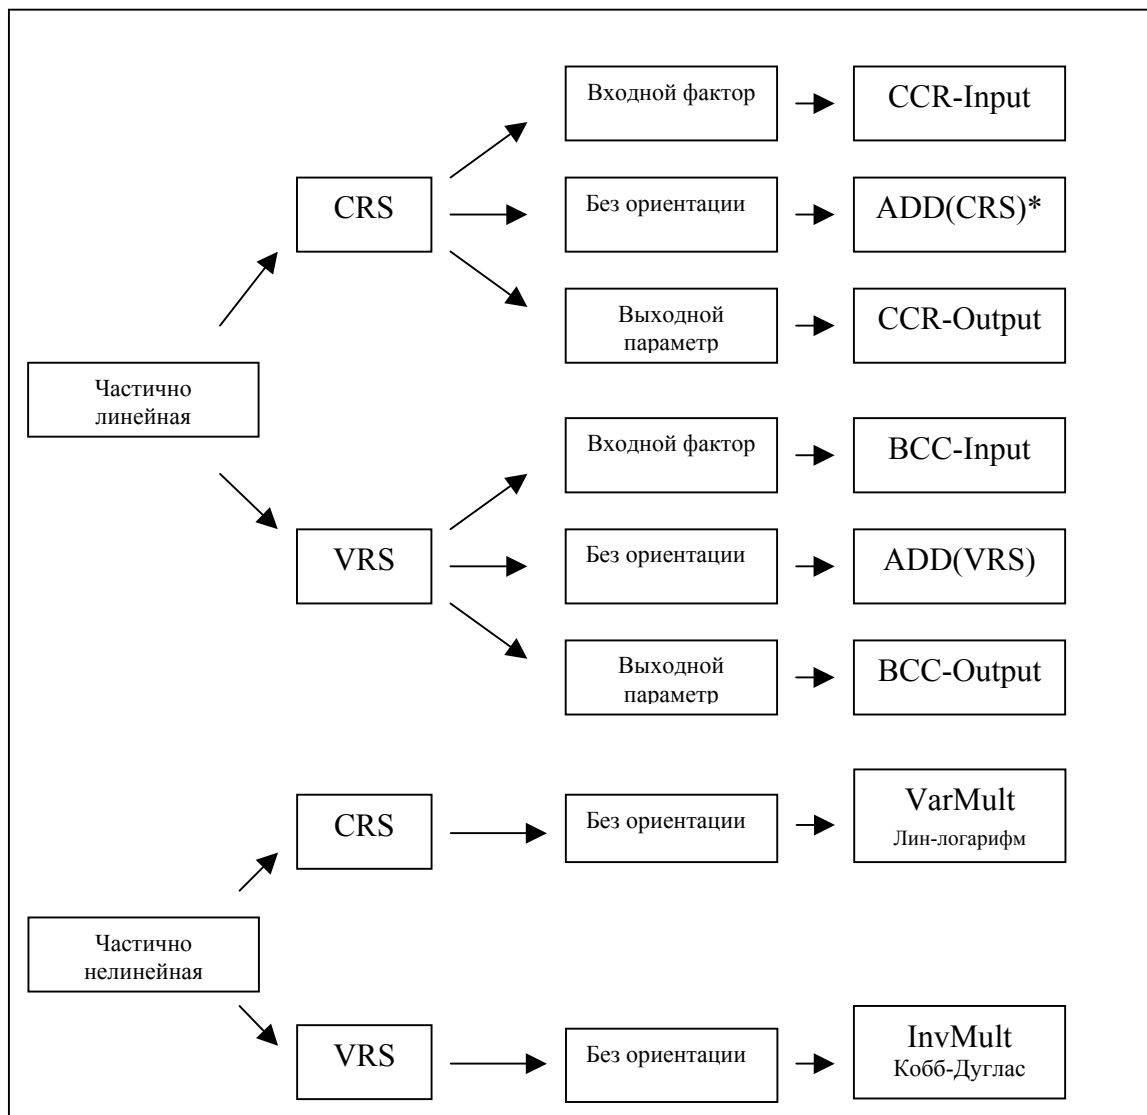 Входной фактор
CCR-Input
CRS
Без ориентации
ADD(CRS)*
Выходной
параметр
CCR-Output
Частично
линейная
Входной фактор
BCC-Input
VRS
Без ориентации
ADD(VRS)
Выходной
параметр
BCC-Output
CRS
Без ориентации
VarMult
Лин-логарифм
Частично
нелинейная
VRS
Без ориентации
InvMult
Кобб-Дуглас